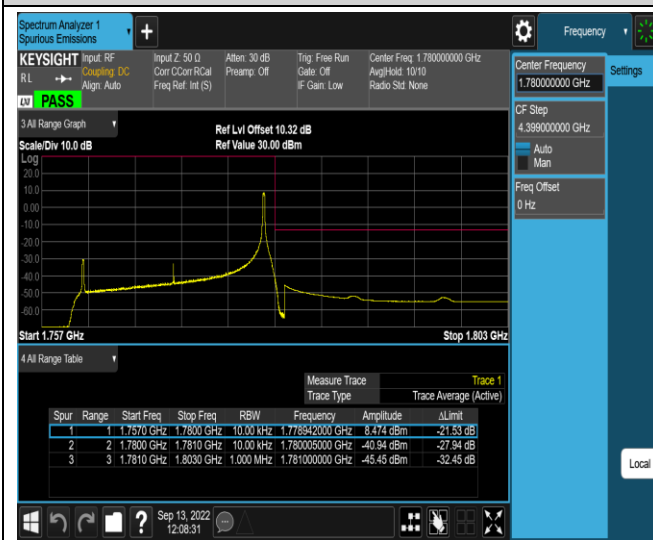 Spectrum Analyzer 1
Spurious Emissions
+
Frequency
KEYSIGHT Input: RF Input Z: 50 Ω Atten: 30 dB Trig: Free Run Center Freq: 1.780000000 GHz
RL Coupling: DC Corr CCorr RCal Preamp: Off Gate: Off Avg|Hold: 10/10
Align: Auto Freq Ref: Int (S) IF Gain: Low Radio Std: None
LXI PASS
Center Frequency
1.780000000 GHz
Settings
CF Step
4.399000000 GHz
Auto
Man
Freq Offset
0 Hz
3 All Range Graph
Ref Lvl Offset 10.32 dB
Scale/Div 10.0 dB Ref Value 30.00 dBm
Log
20.0
10.0
0.00
-10.0
-20.0
-30.0
-40.0
-50.0
-60.0
Start 1.757 GHz Stop 1.803 GHz
4 All Range Table
Measure Trace Trace 1
Trace Type Trace Average (Active)
Spur Range Start Freq Stop Freq RBW Frequency Amplitude ΔLimit
1 1 1.7570 GHz 1.7800 GHz 10.00 kHz 1.778942000 GHz 8.474 dBm -21.53 dB
2 2 1.7800 GHz 1.7810 GHz 10.00 kHz 1.780005000 GHz -40.94 dBm -27.94 dB
3 3 1.7810 GHz 1.8030 GHz 1.000 MHz 1.781000000 GHz -45.45 dBm -32.45 dB
Local
? Sep 13, 2022
12:08:31